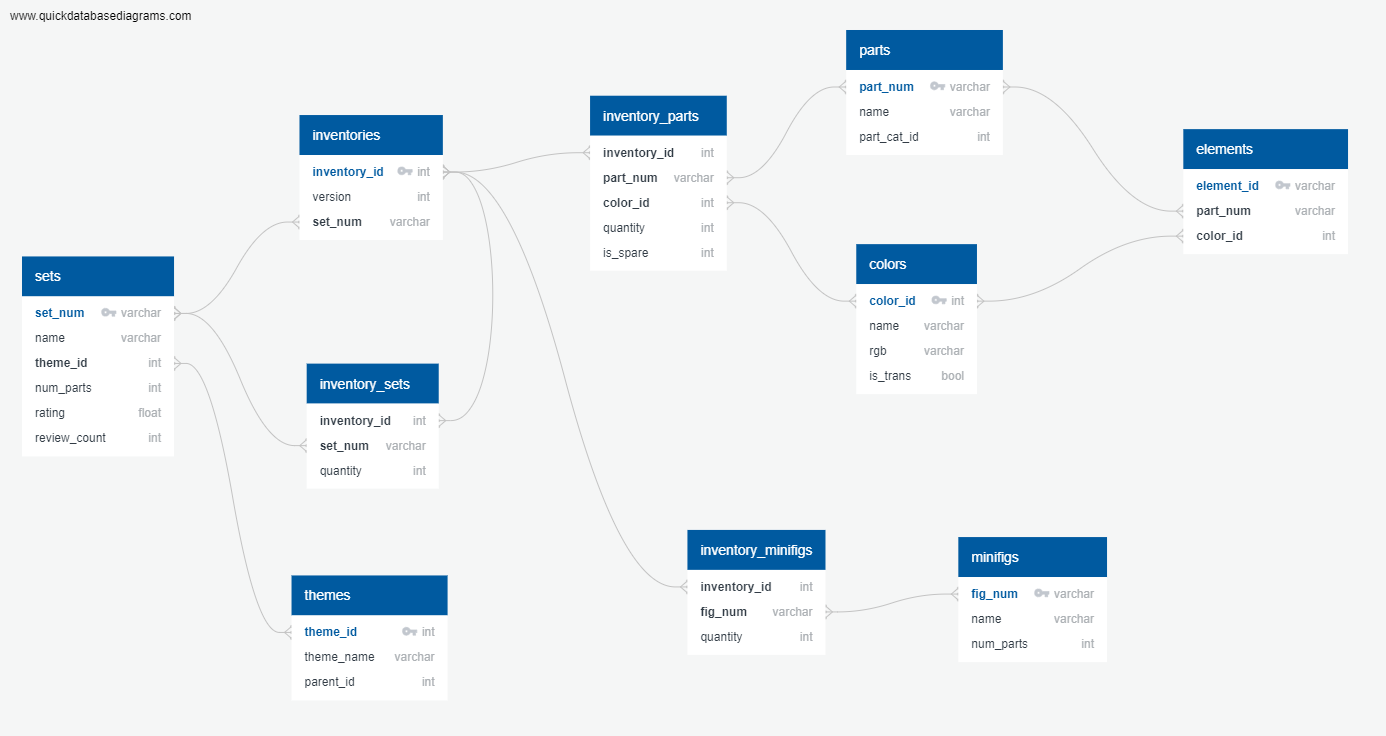 www.quickdatabasediagrams.com
sets
set_num varchar
name varchar
theme_id int
num_parts int
rating float
review_count int
inventories
inventory_id int
version int
set_num varchar
inventory_sets
inventory_id int
set_num varchar
quantity int
themes
theme_id int
theme_name varchar
parent_id int
inventory_parts
inventory_id int
part_num varchar
color_id int
quantity int
is_spare int
parts
part_num varchar
name varchar
part_cat_id int
colors
color_id int
name varchar
rgb varchar
is_trans bool
elements
element_id varchar
part_num varchar
color_id int
inventory_minifigs
inventory_id int
fig_num varchar
quantity int
minifigs
fig_num varchar
name varchar
num_parts int